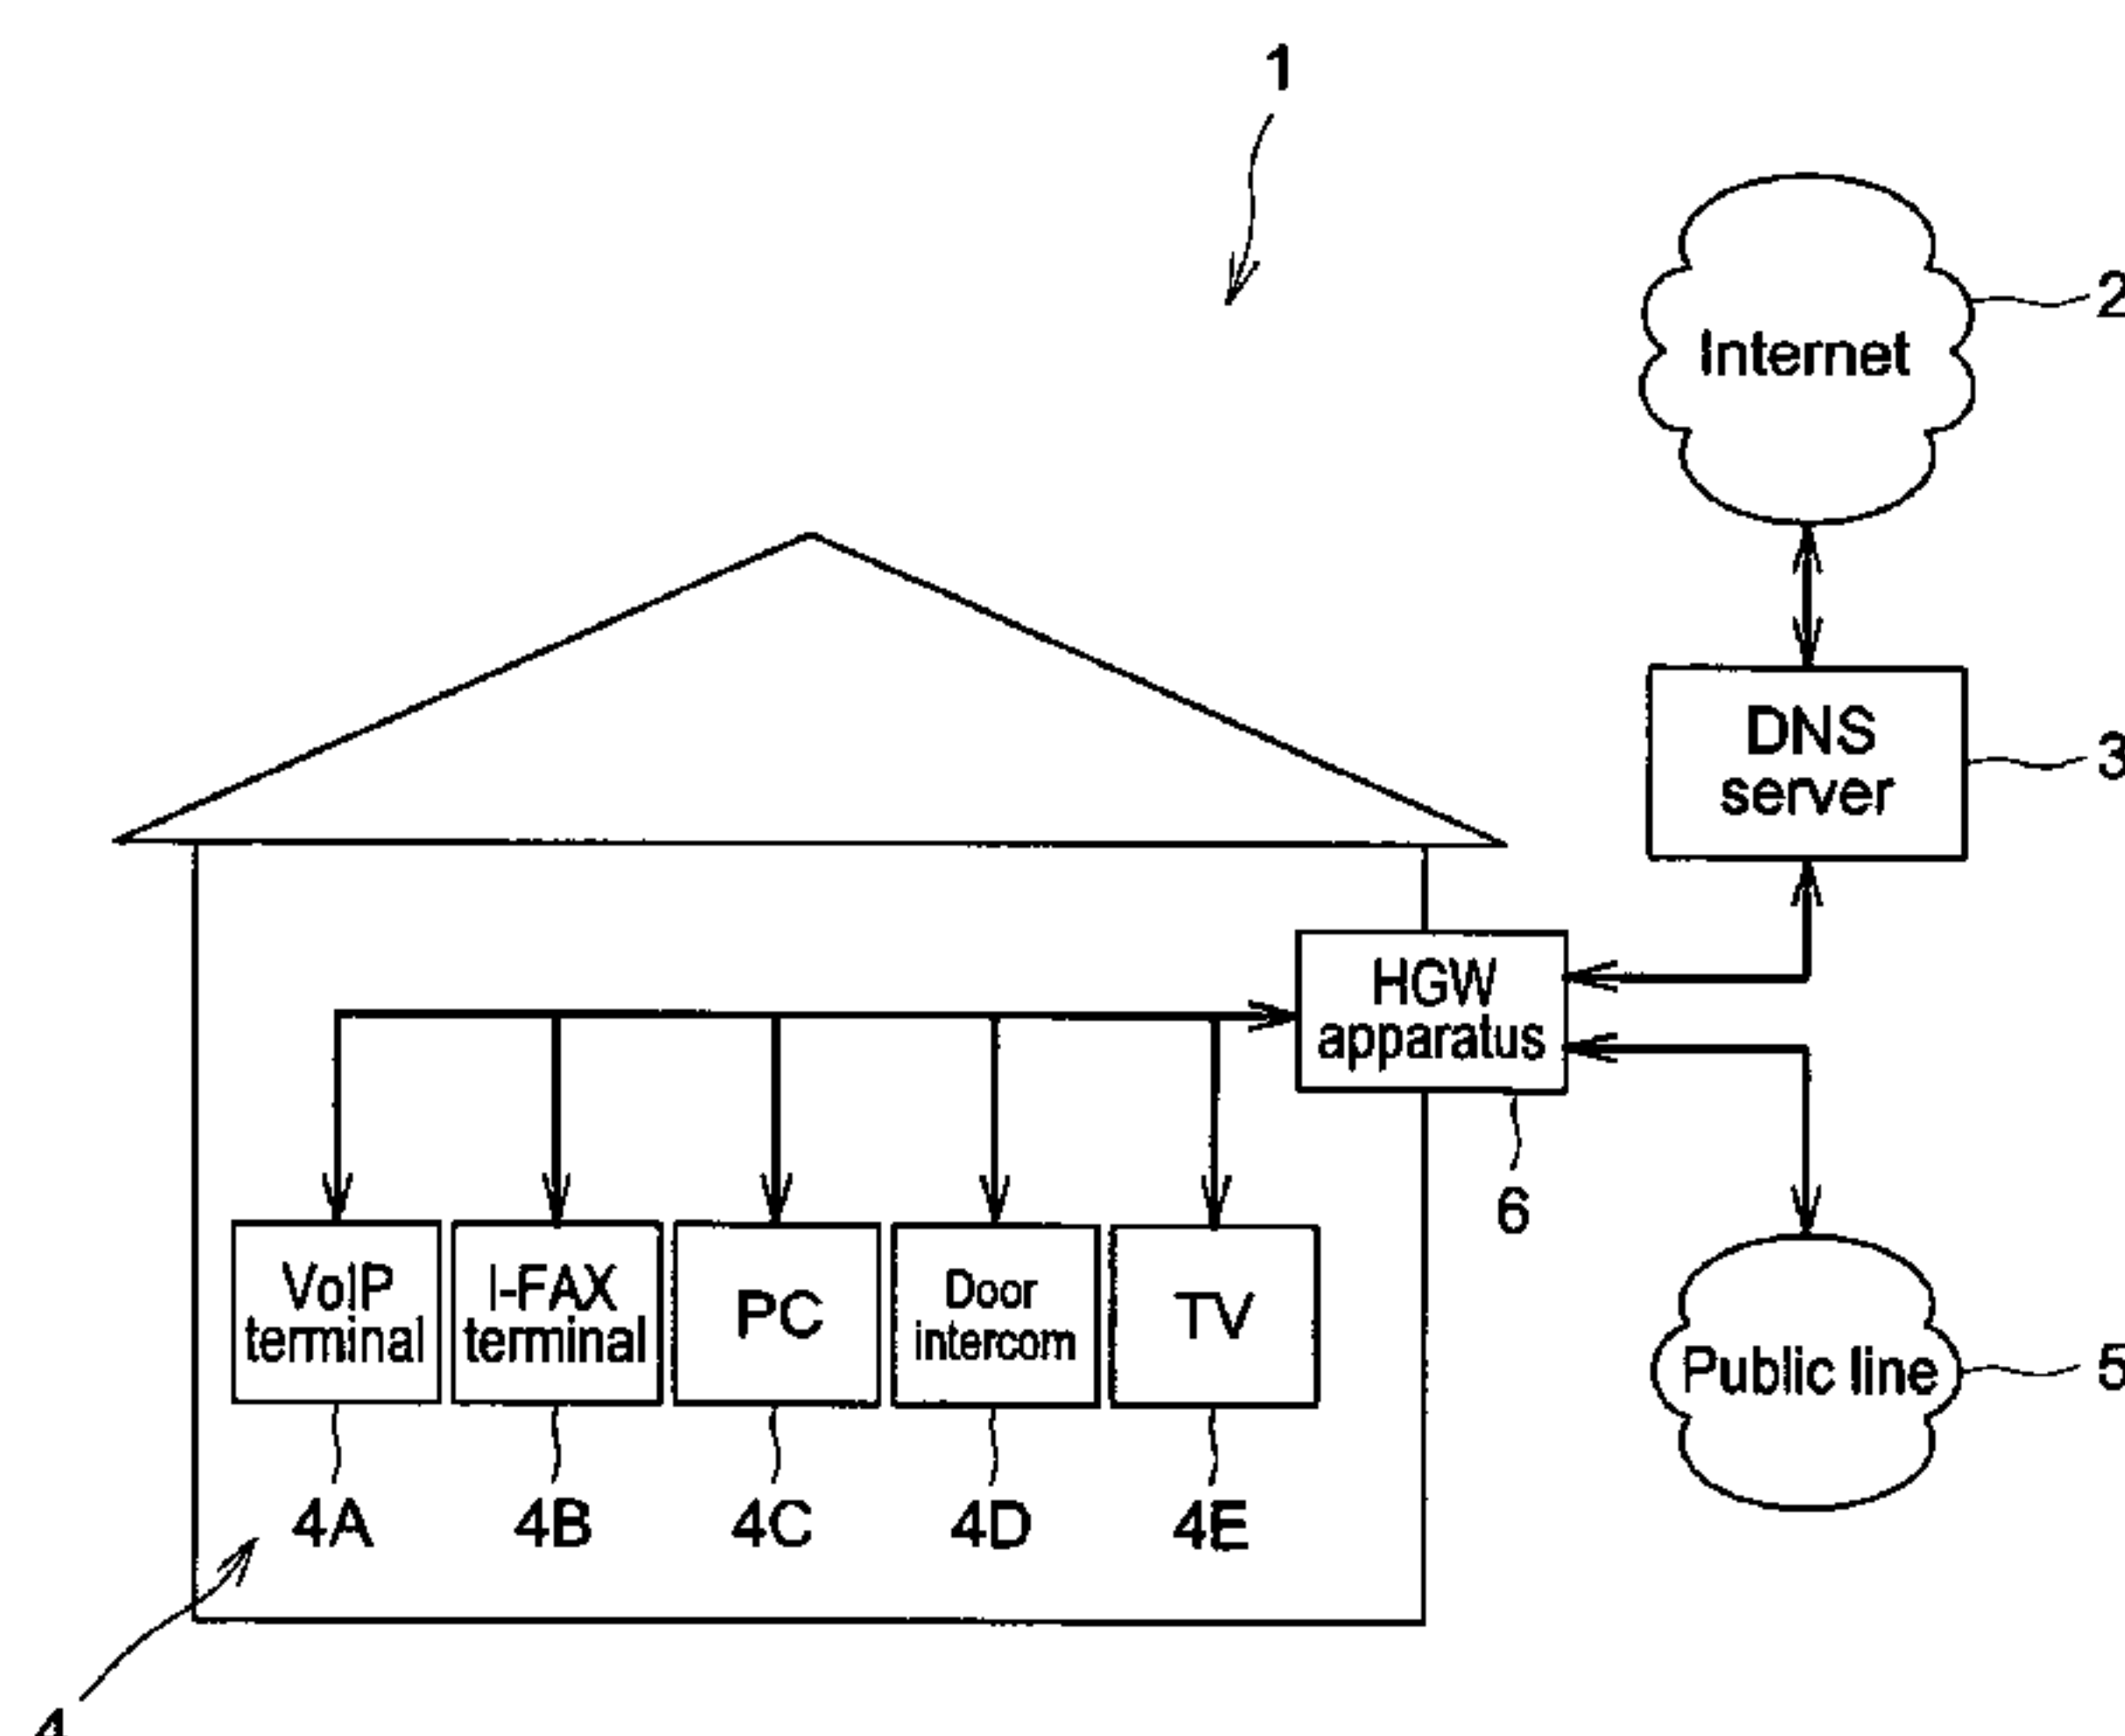 1
Internet
2
DNS
server
3
HGW
apparatus
6
VoIP
terminal
I-FAX
terminal
PC
Door
intercom
TV
Public line
5
4A
4B
4C
4D
4E
4